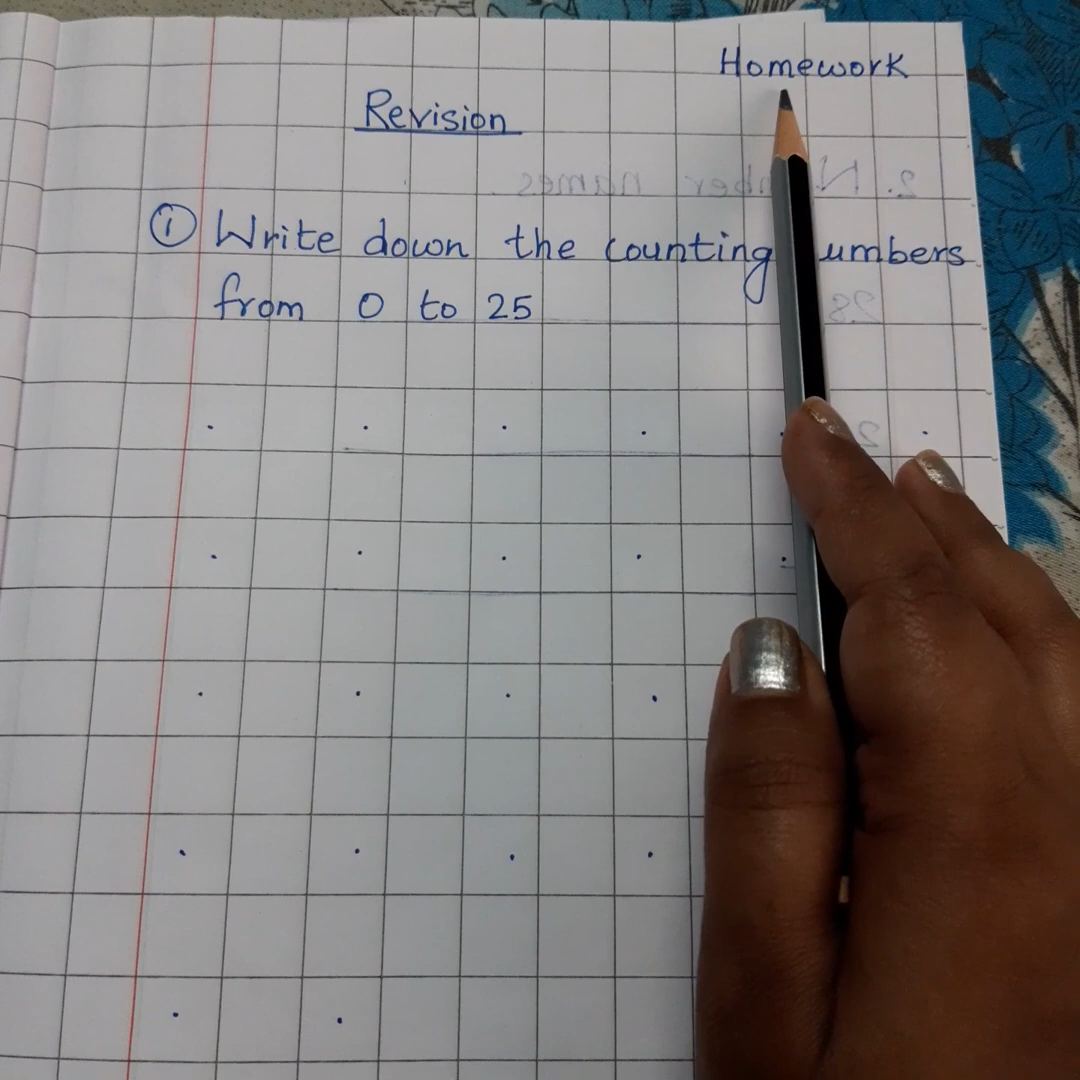 Homework
Revision
① Write down the counting umbers
from 0 to 25